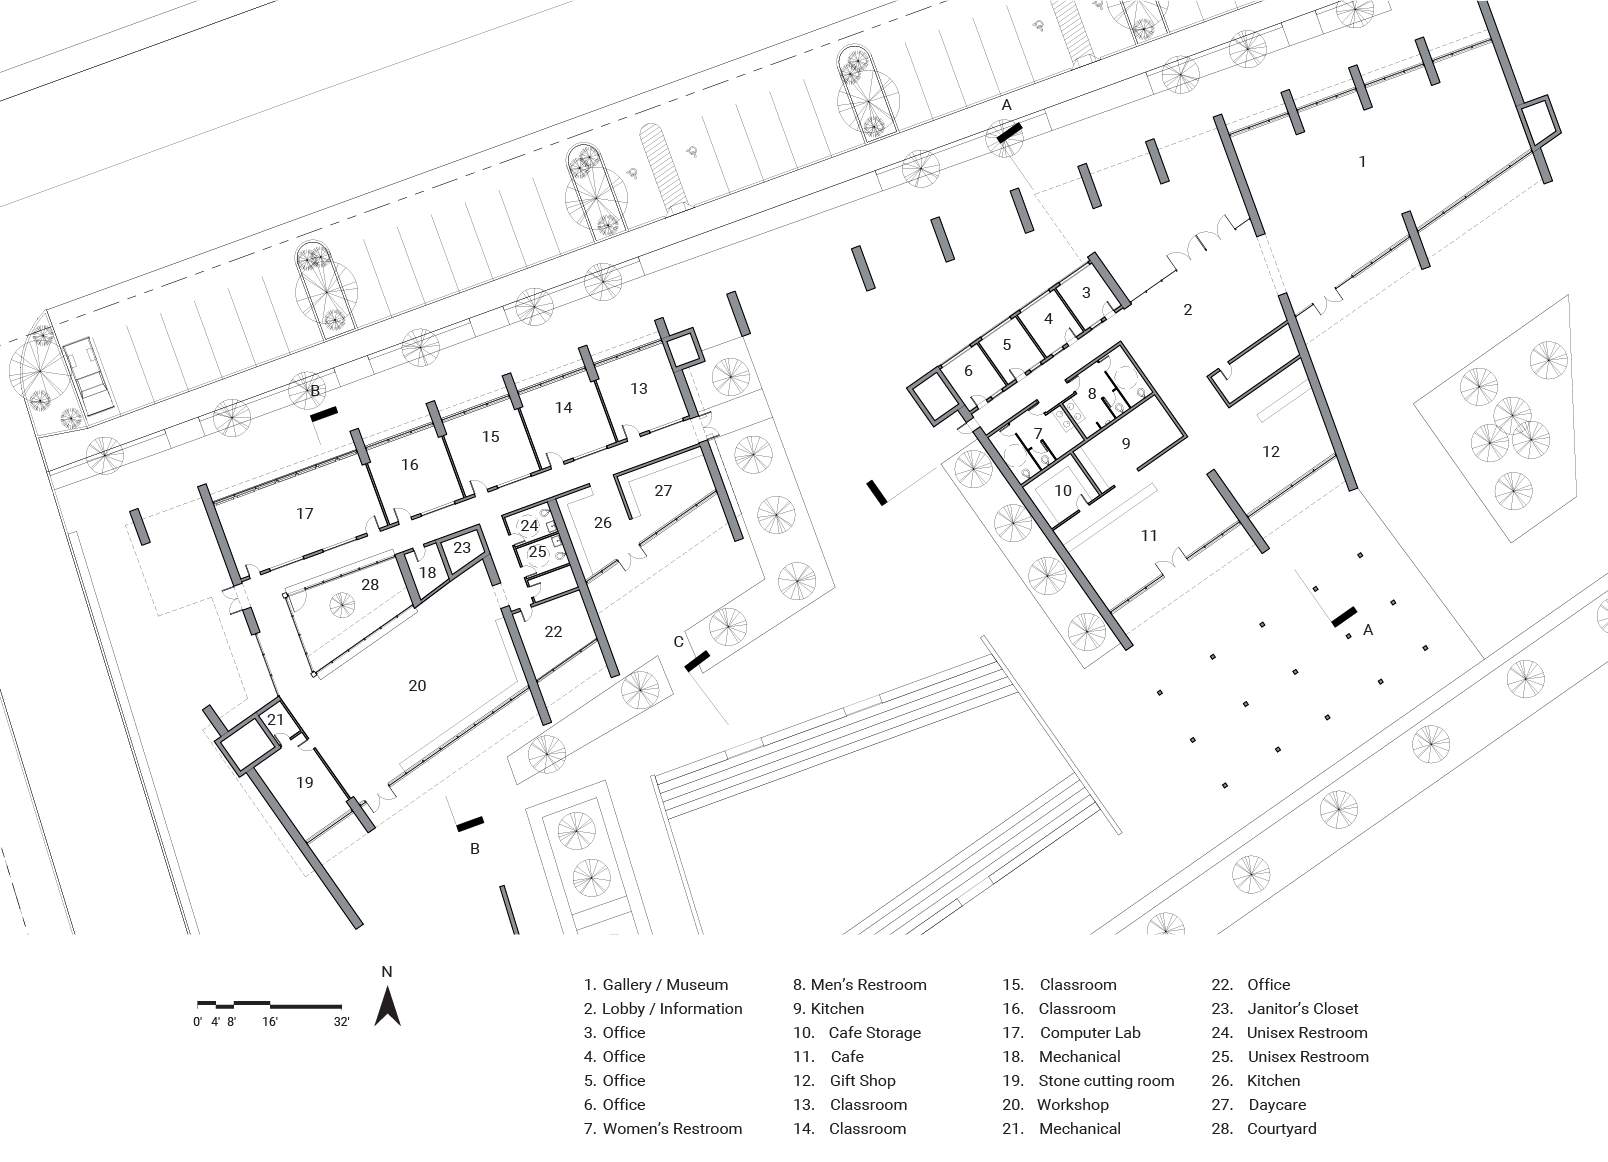 A
1
3
2
4
5
6
B
13
8
14
7
15
9
12
16
10
27
17
26
11
24
23
25
18
28
22
A
C
20
21
19
B
N
0' 4' 8' 16' 32'
1. Gallery / Museum
2. Lobby / Information
3. Office
4. Office
5. Office
6. Office
7. Women's Restroom
8. Men's Restroom
9. Kitchen
10. Cafe Storage
11. Cafe
12. Gift Shop
13. Classroom
14. Classroom
15. Classroom
16. Classroom
17. Computer Lab
18. Mechanical
19. Stone cutting room
20. Workshop
21. Mechanical
22. Office
23. Janitor's Closet
24. Unisex Restroom
25. Unisex Restroom
26. Kitchen
27. Daycare
28. Courtyard